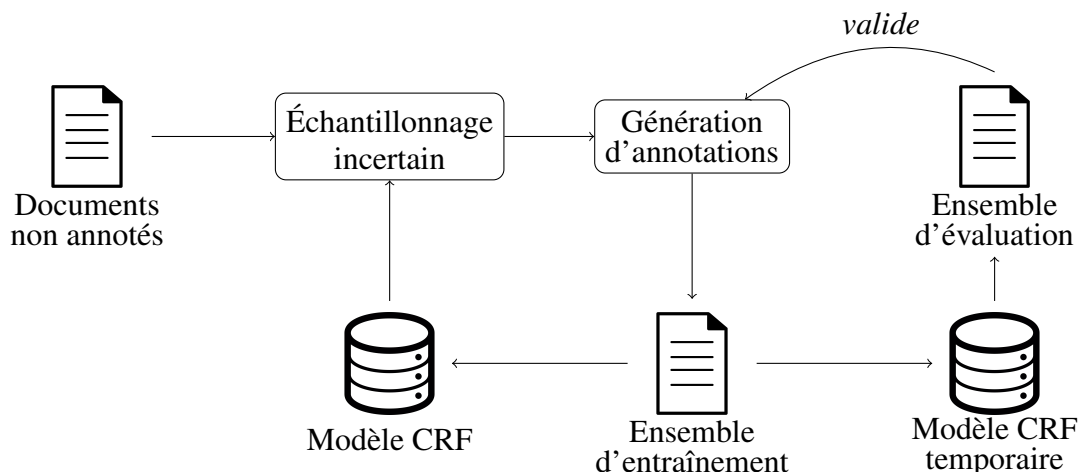 valide
Échantillonnage
incertain
Génération
d'annotations
Documents
non annotés
Ensemble
d'évaluation
Modèle CRF
Ensemble
d'entraînement
Modèle CRF
temporaire